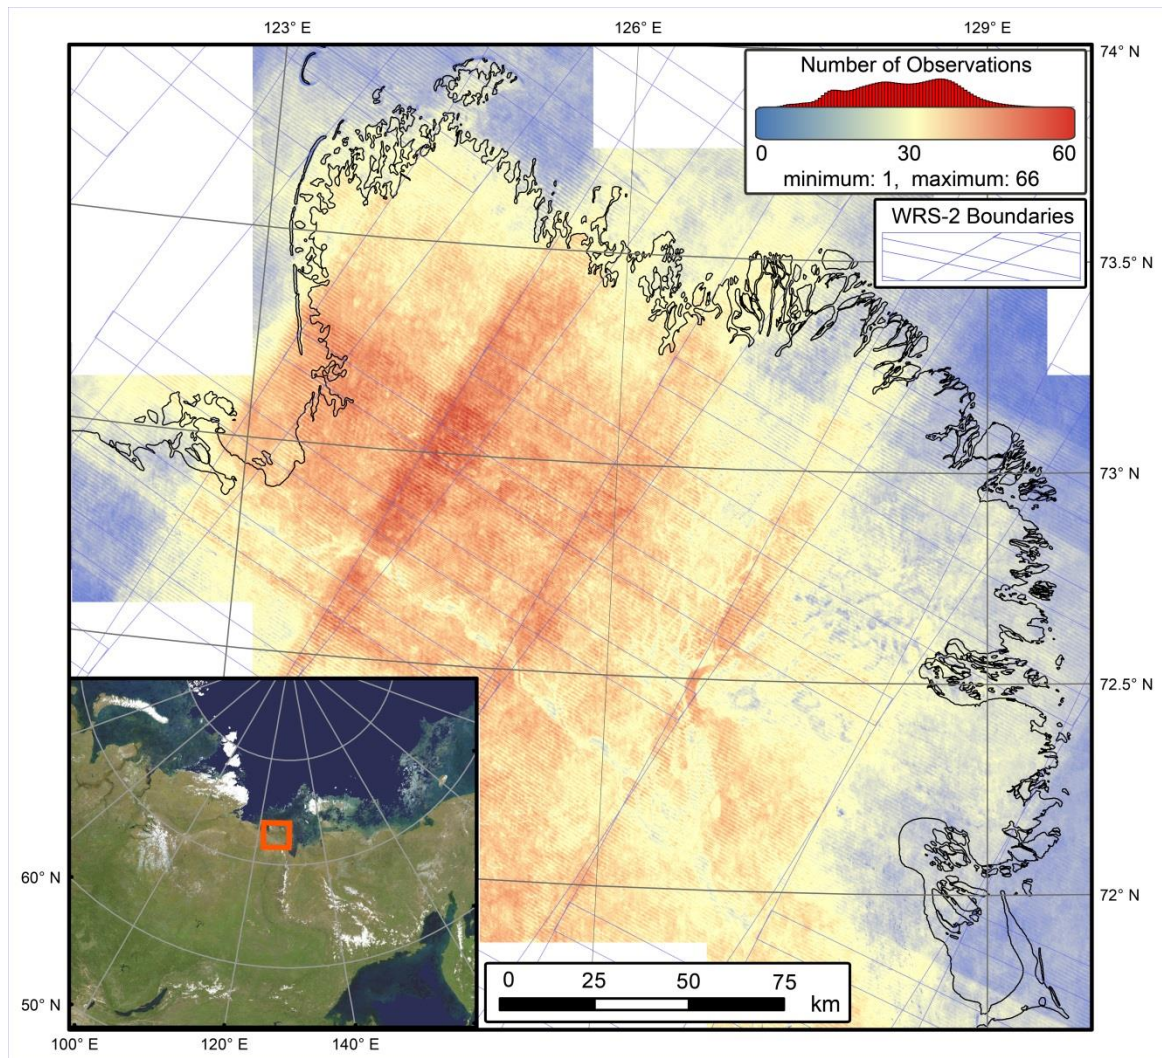 123° E 126° E 129° E
74° N
Number of Observations
0 30 60
minimum: 1, maximum: 66
WRS-2 Boundaries
73.5° N
73° N
72.5° N
72° N
60° N
50° N
100° E 120° E 140° E
0 25 50 75
km